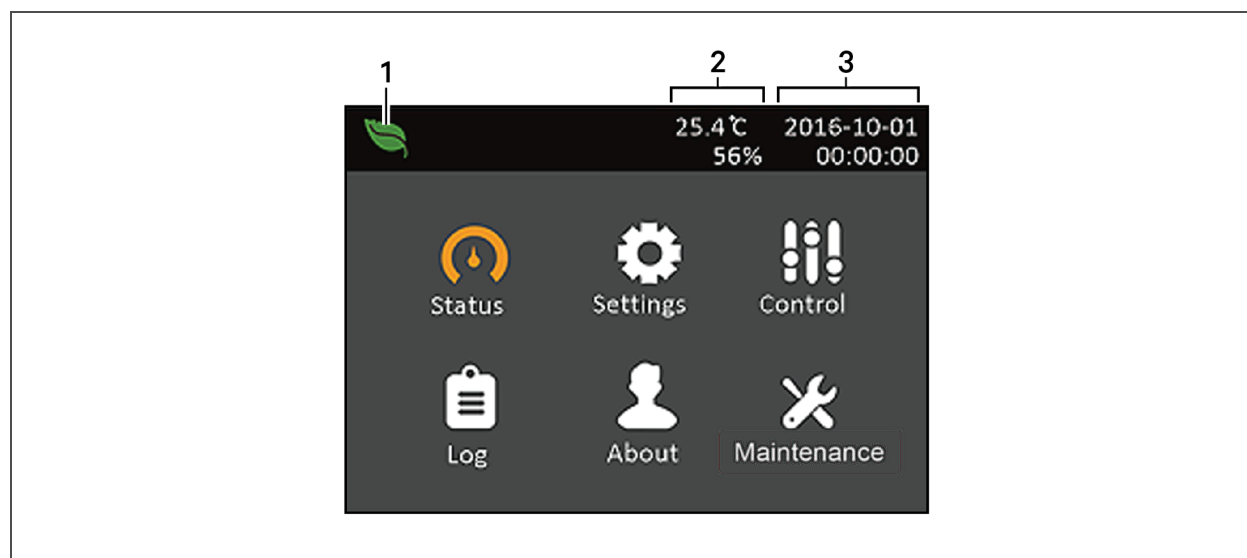 1 2 3
25.4℃ 2016-10-01
56% 00:00:00
Status Settings Control
Log About Maintenance